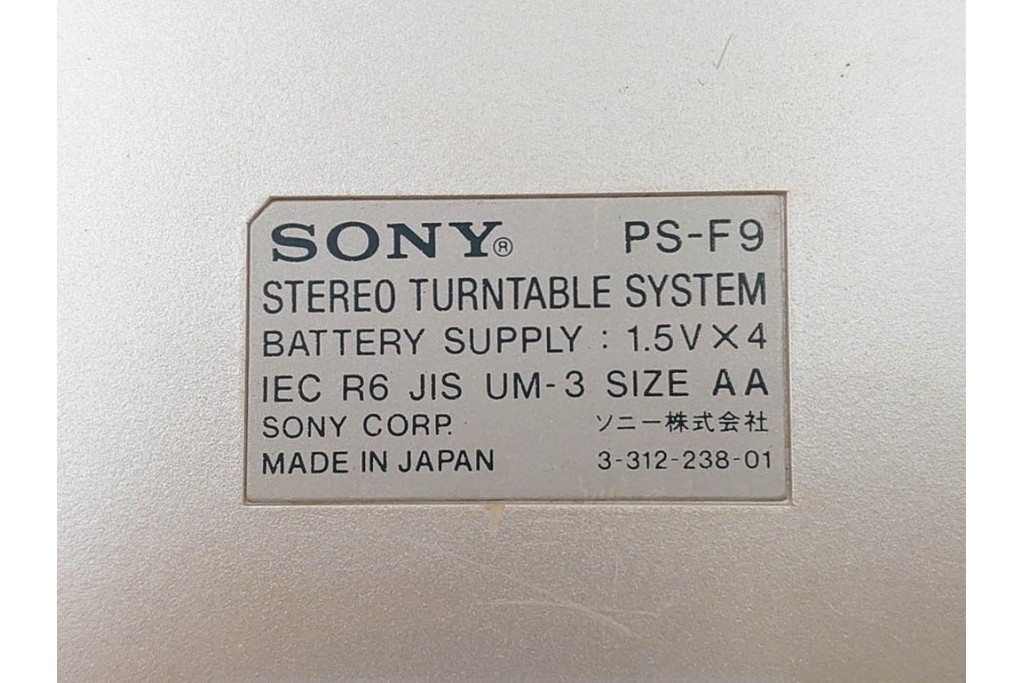 SONY® PS-F9
STEREO TURNTABLE SYSTEM
BATTERY SUPPLY : 1.5V×4
IEC R6 JIS UM-3 SIZE AA
SONY CORP. ソニー株式会社
MADE IN JAPAN 3-312-238-01